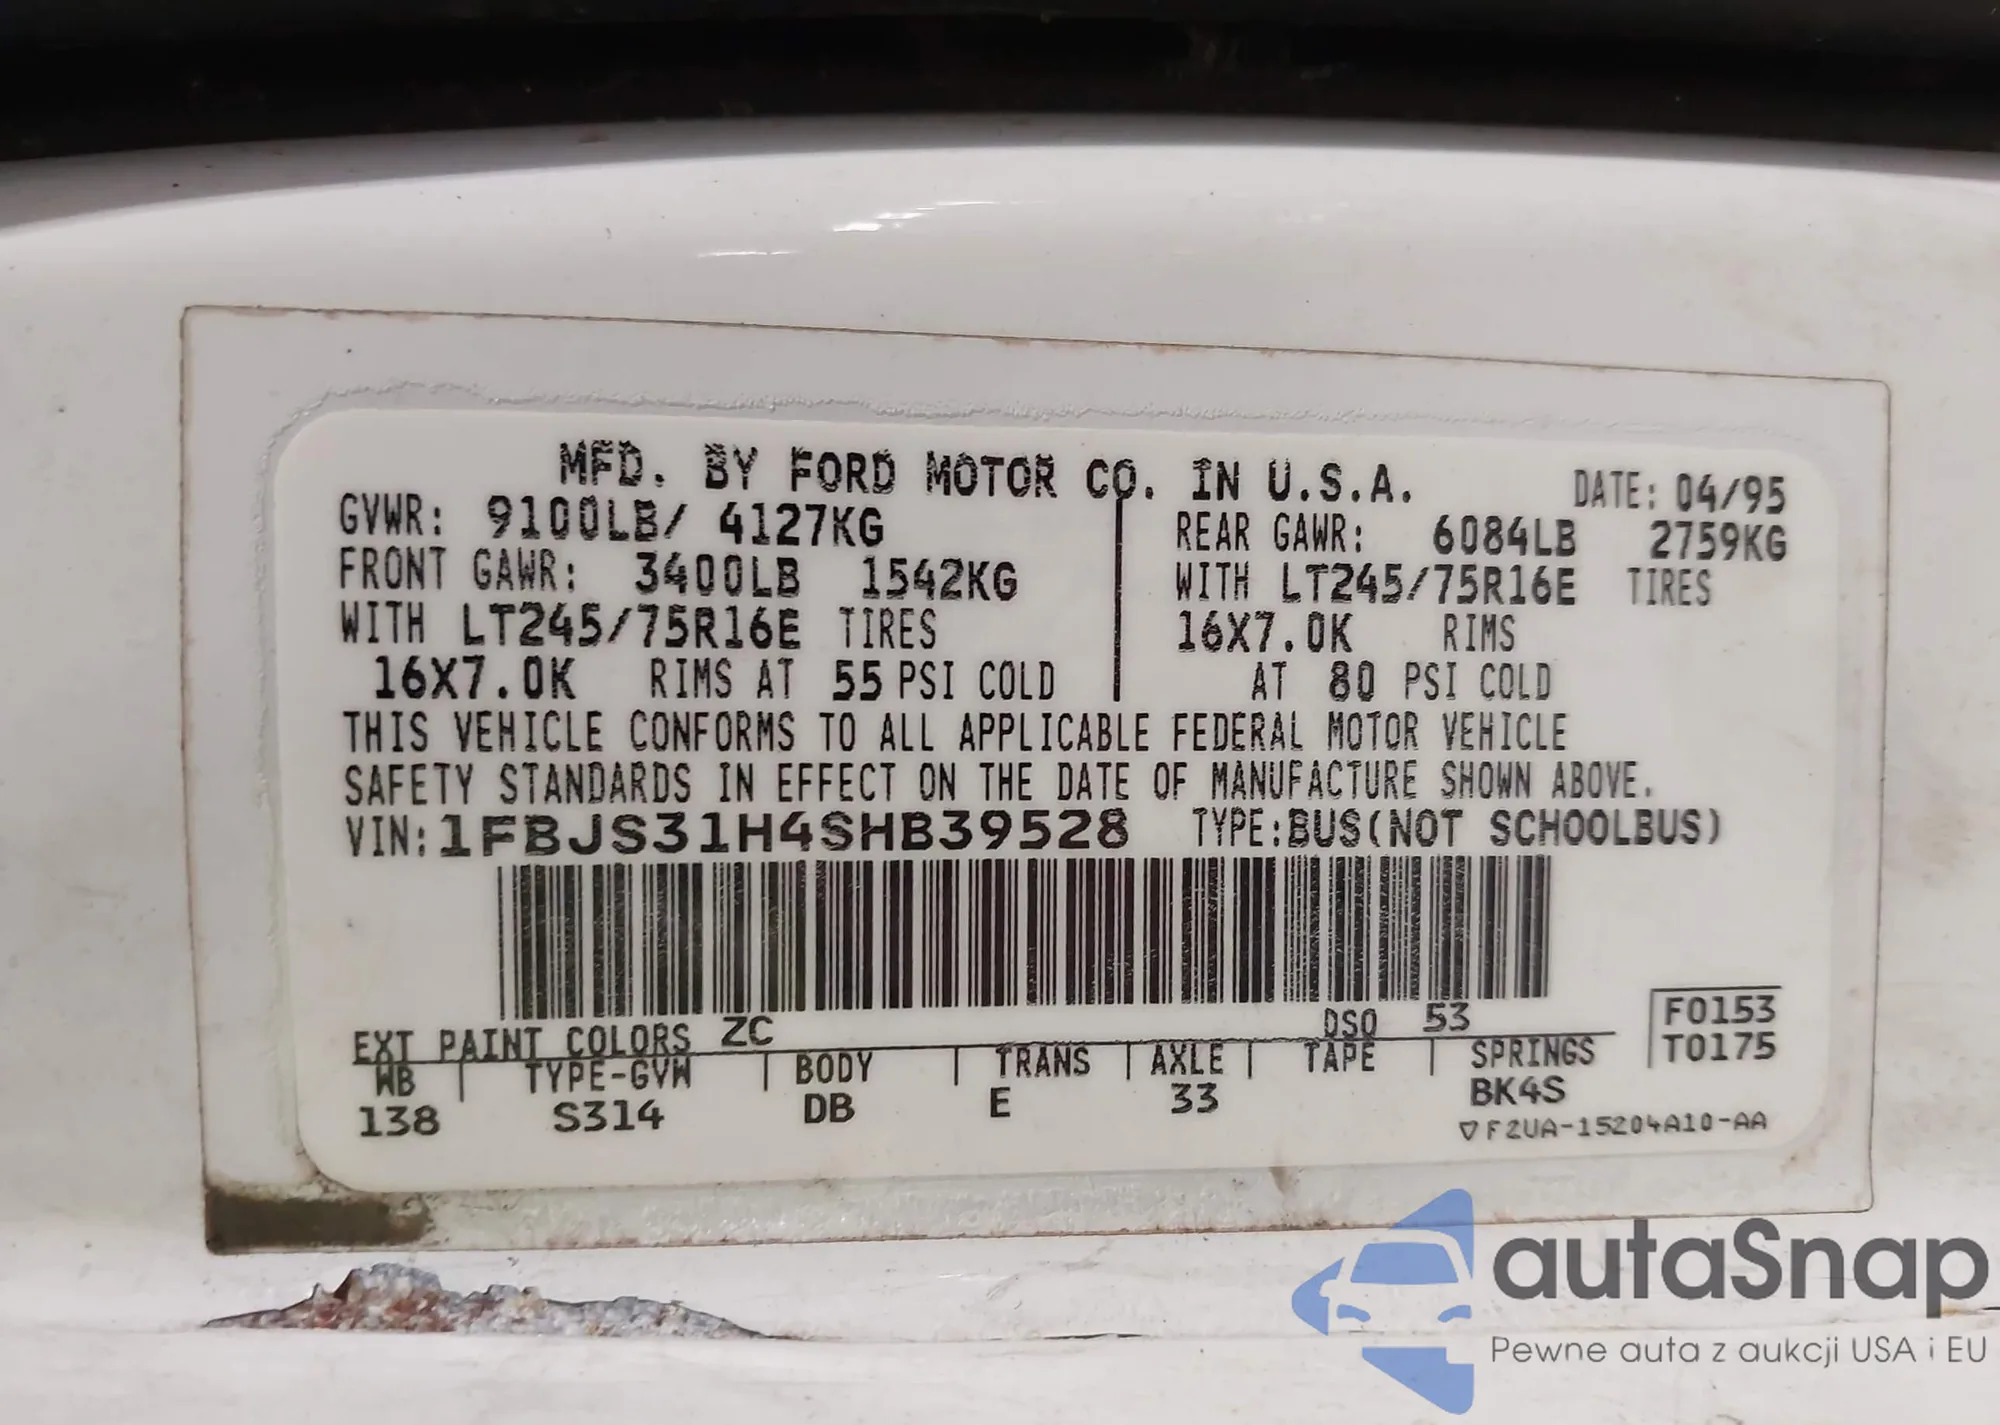 MFD. BY FORD MOTOR CO. IN U.S.A.
DATE: 04/95
GVWR: 9100LB/ 4127KG
FRONT GAWR: 3400LB 1542KG
WITH LT245/75R16E TIRES
16X7.0K RIMS AT 55 PSI COLD
REAR GAWR: 6084LB 2759KG
WITH LT245/75R16E TIRES
16X7.0K RIMS
AT 80 PSI COLD
THIS VEHICLE CONFORMS TO ALL APPLICABLE FEDERAL MOTOR VEHICLE
SAFETY STANDARDS IN EFFECT ON THE DATE OF MANUFACTURE SHOWN ABOVE.
VIN: 1FBJS31H4SHB39528 TYPE: BUS(NOT SCHOOLBUS)
EXT PAINT COLORS ZC DSO 53
WB TYPE-GVW BODY TRANS AXLE TAPE SPRINGS
138 S314 DB E 33 BK4S
F0153
T0175
▽F2UA-15204A10-AA
autaSnap
Pewne auta z aukcji USA i EU